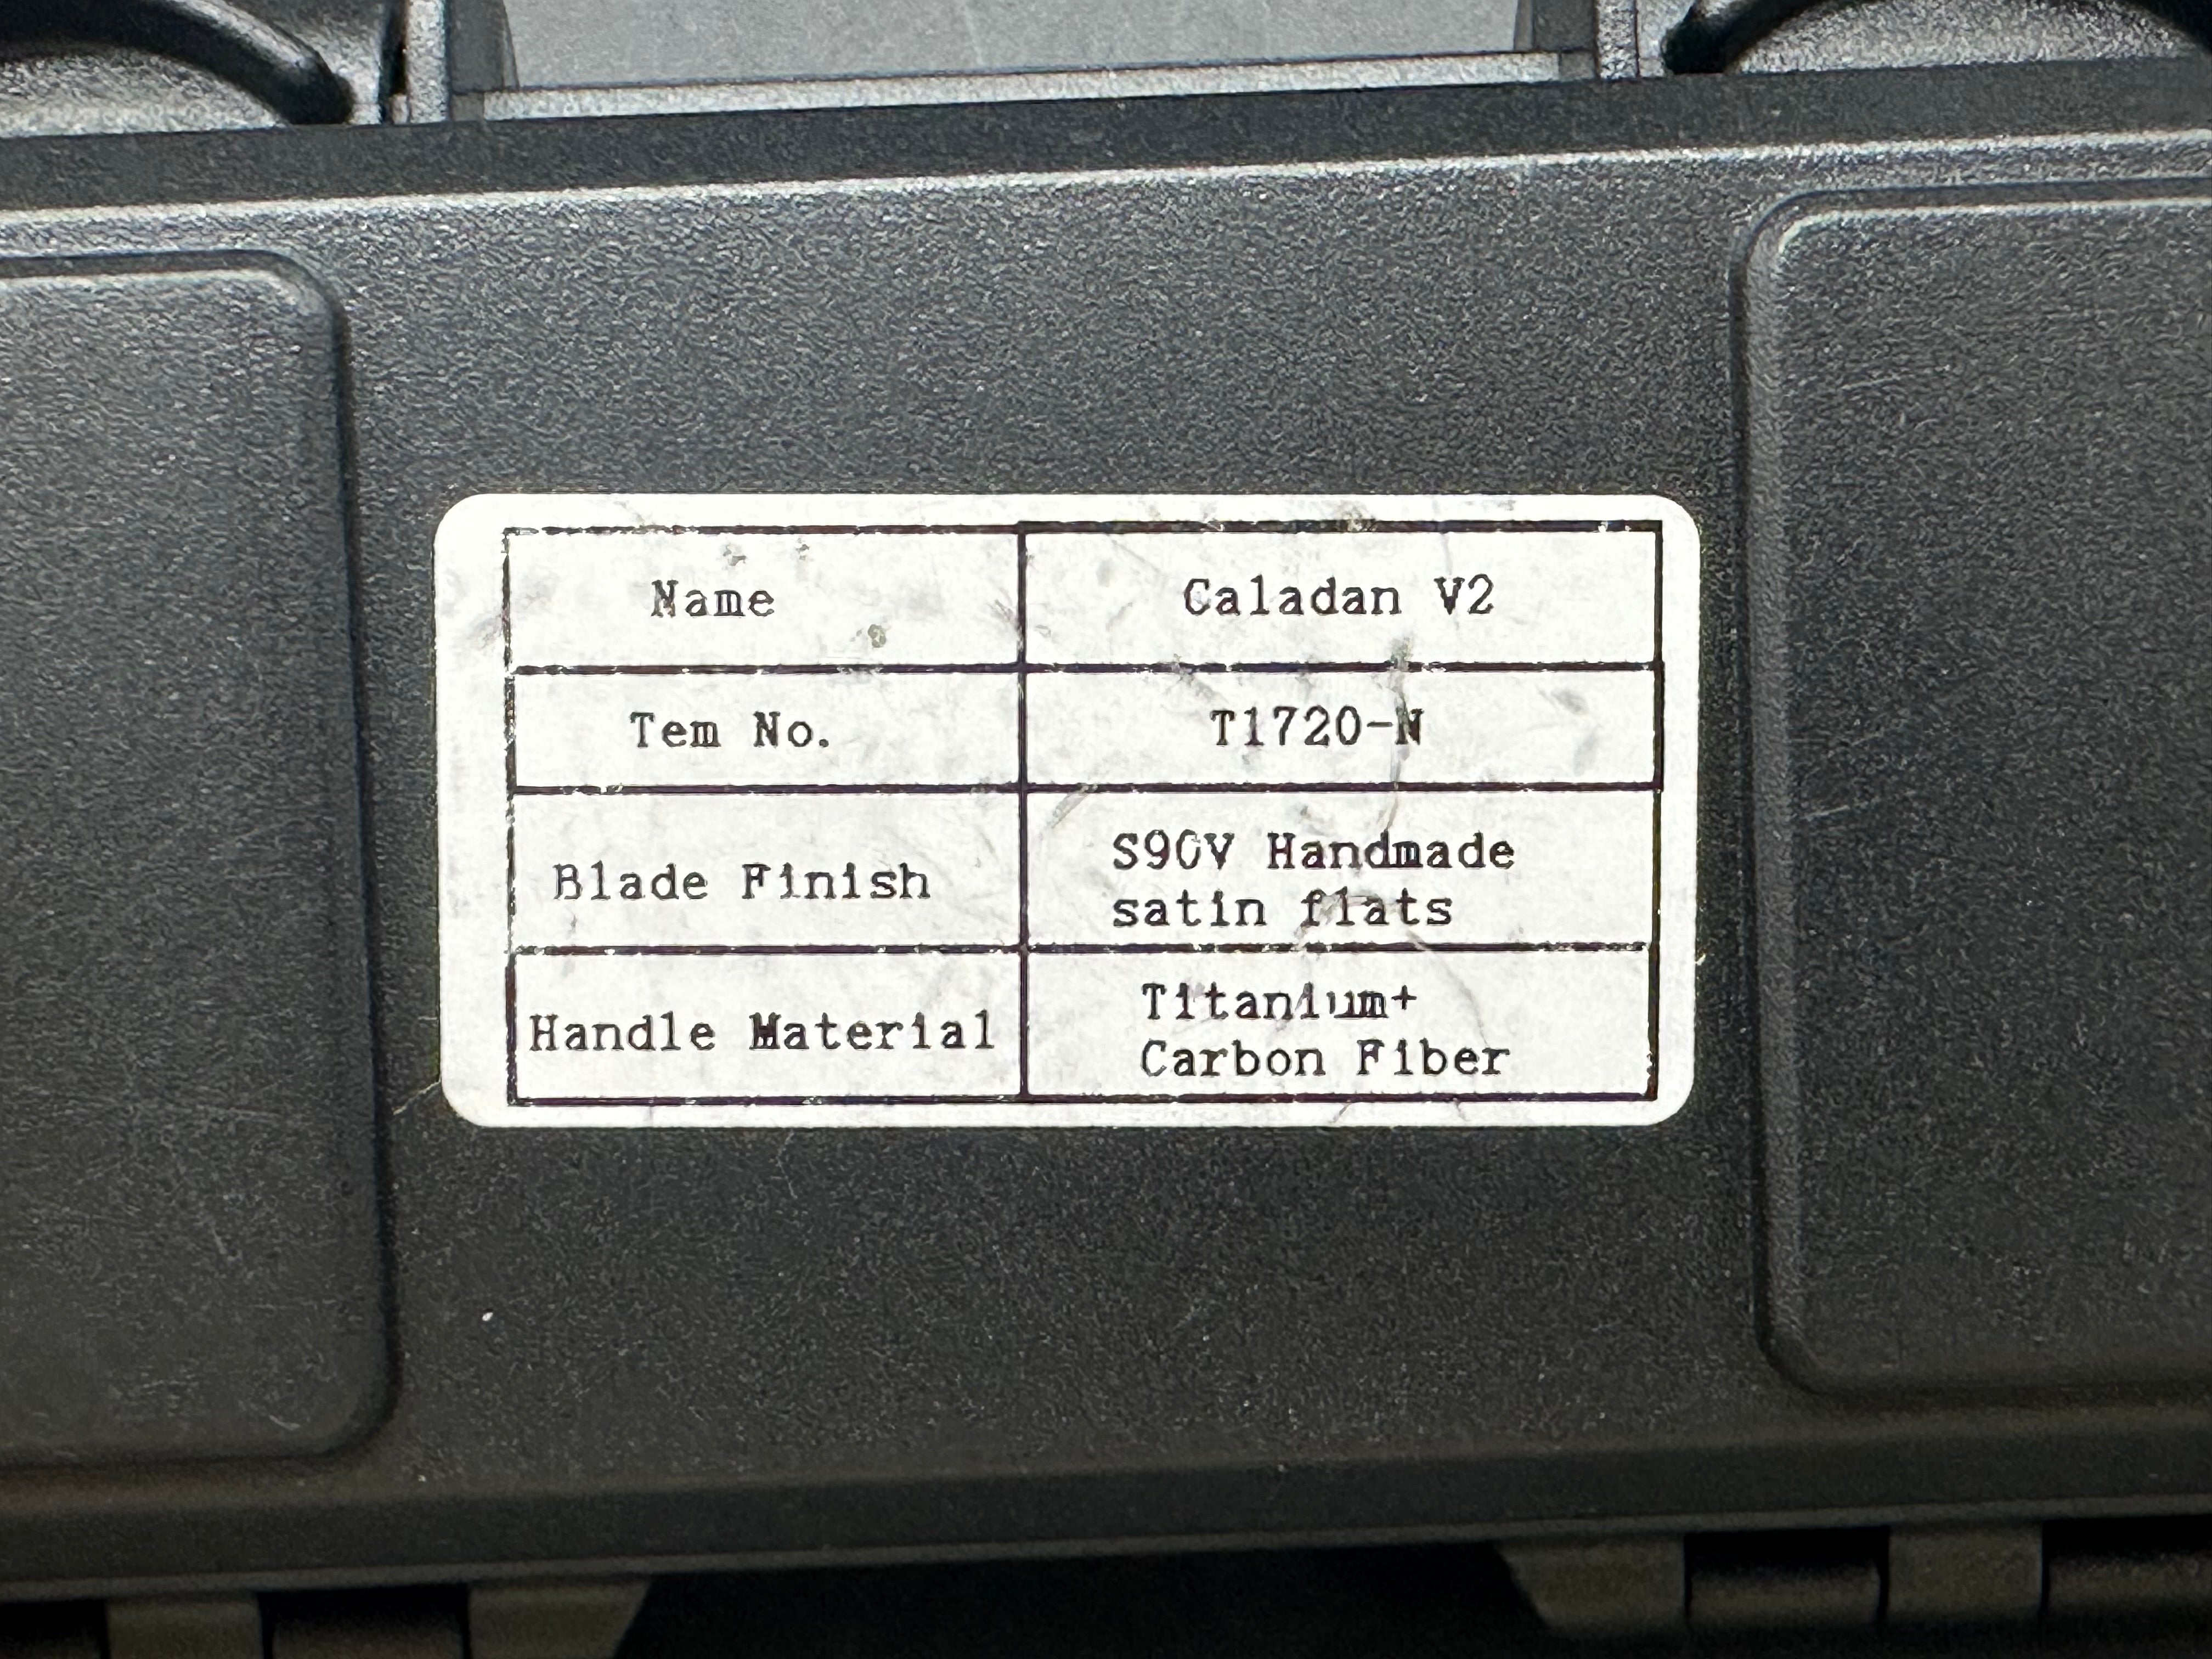 Name Caladan V2
Tem No. T1720-N
Blade Finish S90V Handmade
satin flats
Handle Material Titanium+
Carbon Fiber